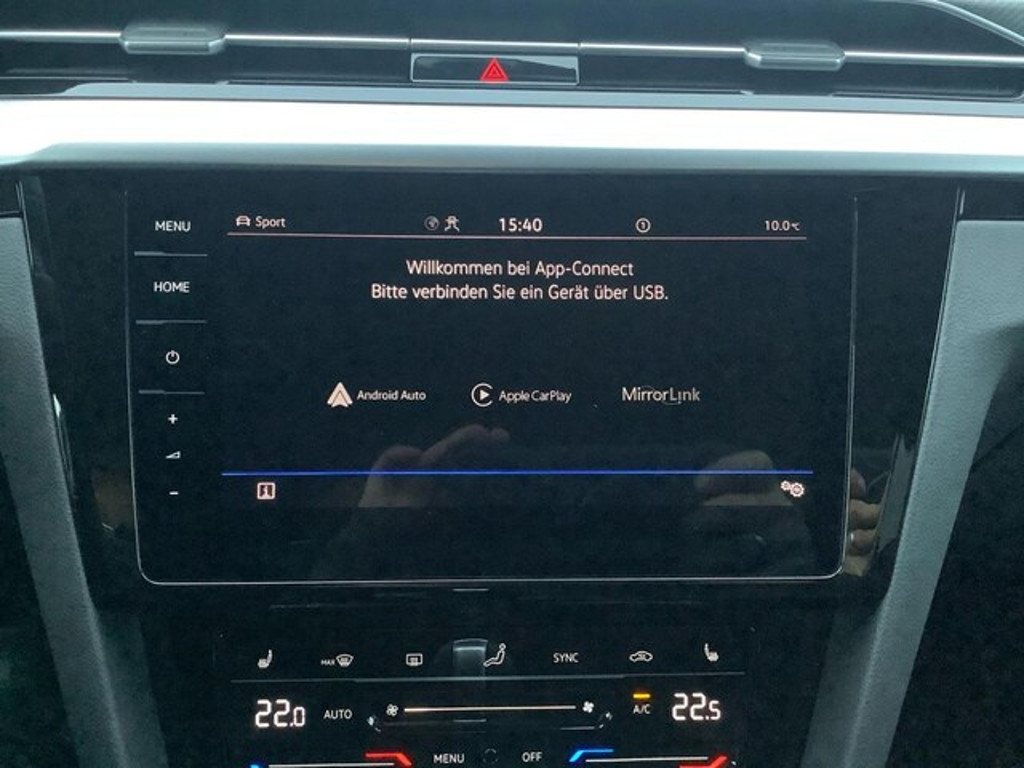 MENU
Sport
15:40
1
10.0°C
HOME
Willkommen bei App-Connect
Bitte verbinden Sie ein Gerät über USB.
Android Auto
Apple CarPlay
MirrorLink
+
-
MAX
SYNC
22.0
AUTO
A/C
22.5
MENU
OFF